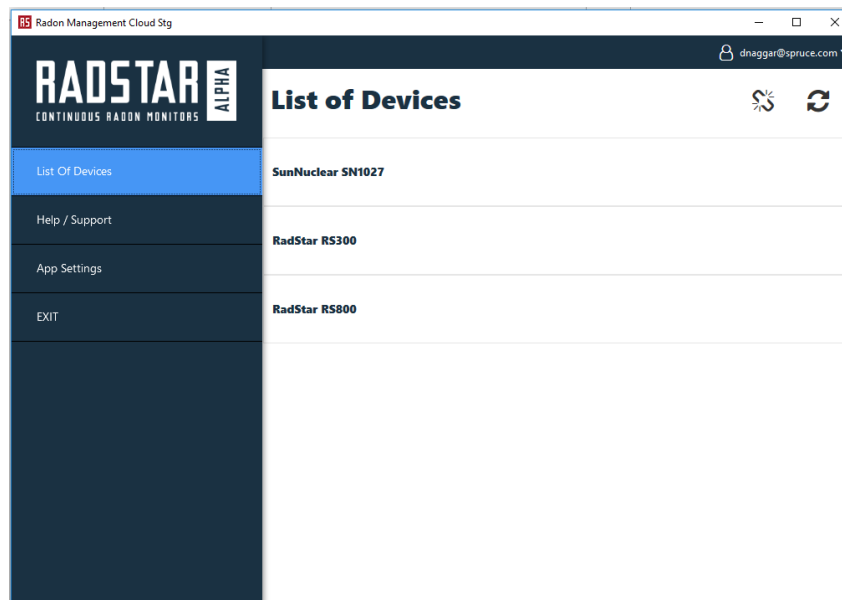 RS Radon Management Cloud Stg
dnaggar@spruce.com
RADSTAR ALPHA
CONTINUOUS RADON MONITORS
List of Devices
List Of Devices
Help / Support
App Settings
EXIT
SunNuclear SN1027
RadStar RS300
RadStar RS800